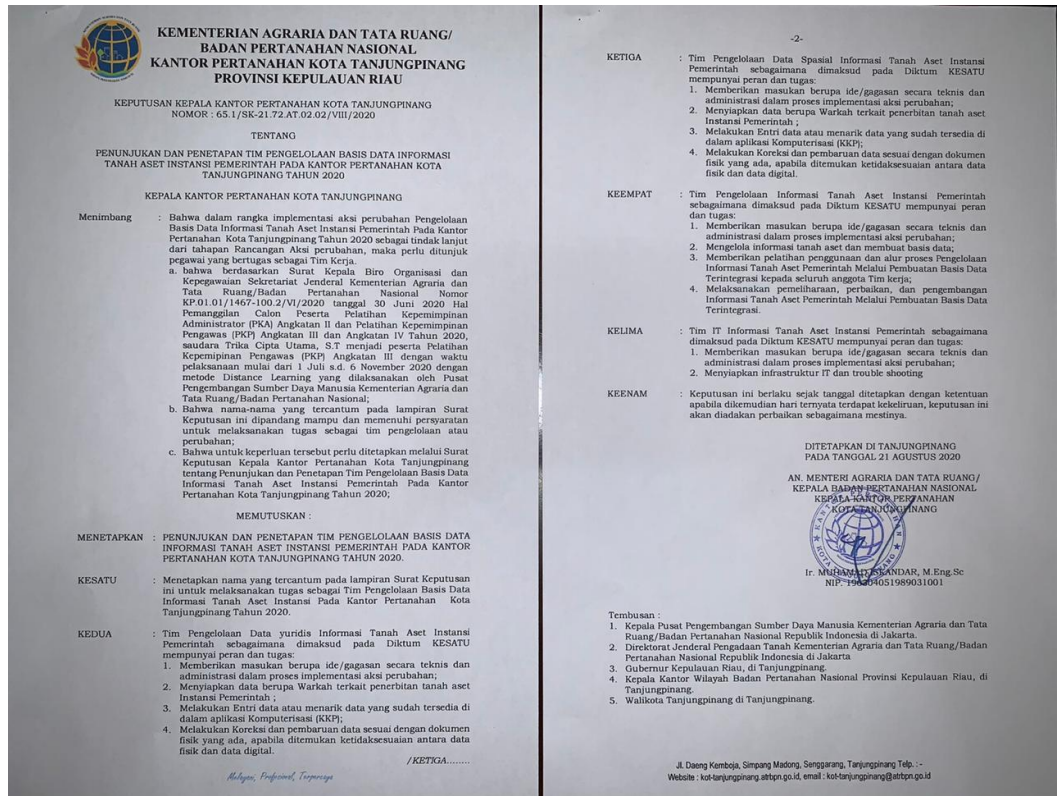 KEMENTERIAN AGRARIA DAN TATA RUANG/
BADAN PERTANAHAN NASIONAL
KANTOR PERTANAHAN KOTA TANJUNGPINANG
PROVINSI KEPULAUAN RIAU
KEPUTUSAN KEPALA KANTOR PERTANAHAN KOTA TANJUNGPINANG
NOMOR : 65.1/SK-21.72.AT.02.02/VIII/2020
TENTANG
PENUNJUKAN DAN PENETAPAN TIM PENGELOLAAN BASIS DATA INFORMASI
TANAH ASET INSTANSI PEMERINTAH PADA KANTOR PERTANAHAN KOTA
TANJUNGPINANG TAHUN 2020
KEPALA KANTOR PERTANAHAN KOTA TANJUNGPINANG
Menimbang : Bahwa dalam rangka implementasi aksi perubahan Pengelolaan
Basis Data Informasi Tanah Aset Instansi Pemerintah Pada Kantor
Pertanahan Kota Tanjungpinang Tahun 2020 sebagai tindak lanjut
dari tahapan Rancangan Aksi perubahan, maka perlu ditunjuk
pegawai yang bertugas sebagai Tim Kerja.
a. bahwa berdasarkan Surat Kepala Biro Organisasi dan
Kepegawaian Sekretariat Jenderal Kementerian Agraria dan
Tata Ruang/Badan Pertanahan Nasional Nomor
KP.01.01/1467-100.2/VI/2020 tanggal 30 Juni 2020 Hal
Pemanggilan Calon Peserta Pelatihan Kepemimpinan
Administrator (PKA) Angkatan II dan Pelatihan Kepemimpinan
Pengawas (PKP) Angkatan III dan Angkatan IV Tahun 2020,
saudara Trika Cipta Utama, S.T menjadi peserta Pelatihan
Kepemipinan Pengawas (PKP) Angkatan III dengan waktu
pelaksanaan mulai dari 1 Juli s.d. 6 November 2020 dengan
metode Distance Learning yang dilaksanakan oleh Pusat
Pengembangan Sumber Daya Manusia Kementerian Agraria dan
Tata Ruang/Badan Pertanahan Nasional;
b. Bahwa nama-nama yang tercantum pada lampiran Surat
Keputusan ini dipandang mampu dan memenuhi persyaratan
untuk melaksanakan tugas sebagai tim pengelolaan atau
perubahan;
c. Bahwa untuk keperluan tersebut perlu ditetapkan melalui Surat
Keputusan Kepala Kantor Pertanahan Kota Tanjungpinang
tentang Penunjukan dan Penetapan Tim Pengelolaan Basis Data
Informasi Tanah Aset Instansi Pemerintah Pada Kantor
Pertanahan Kota Tanjungpinang Tahun 2020;
MEMUTUSKAN :
MENETAPKAN : PENUNJUKAN DAN PENETAPAN TIM PENGELOLAAN BASIS DATA
INFORMASI TANAH ASET INSTANSI PEMERINTAH PADA KANTOR
PERTANAHAN KOTA TANJUNGPINANG TAHUN 2020.
KESATU : Menetapkan nama yang tercantum pada lampiran Surat Keputusan
ini untuk melaksanakan tugas sebagai Tim Pengelolaan Basis Data
Informasi Tanah Aset Instansi Pada Kantor Pertanahan Kota
Tanjungpinang Tahun 2020.
KEDUA : Tim Pengelolaan Data yuridis Informasi Tanah Aset Instansi
Pemerintah sebagaimana dimaksud pada Diktum KESATU
mempunyai peran dan tugas:
1. Memberikan masukan berupa ide/gagasan secara teknis dan
administrasi dalam proses implementasi aksi perubahan;
2. Menyiapkan data berupa Warkah terkait penerbitan tanah aset
Instansi Pemerintah ;
3. Melakukan Entri data atau menarik data yang sudah tersedia di
dalam aplikasi Komputerisasi (KKP);
4. Melakukan Koreksi dan pembaruan data sesuai dengan dokumen
fisik yang ada, apabila ditemukan ketidaksesuaian antara data
fisik dan data digital.
/KETIGA........
Melayani, Profesional, Terpercaya
-2-
KETIGA : Tim Pengelolaan Data Spasial Informasi Tanah Aset Instansi
Pemerintah sebagaimana dimaksud pada Diktum KESATU
mempunyai peran dan tugas:
1. Memberikan masukan berupa ide/gagasan secara teknis dan
administrasi dalam proses implementasi aksi perubahan;
2. Menyiapkan data berupa Warkah terkait penerbitan tanah aset
Instansi Pemerintah ;
3. Melakukan Entri data atau menarik data yang sudah tersedia di
dalam aplikasi Komputerisasi (KKP);
4. Melakukan Koreksi dan pembaruan data sesuai dengan dokumen
fisik yang ada, apabila ditemukan ketidaksesuaian antara data
fisik dan data digital.
KEEMPAT : Tim Pengelolaan Informasi Tanah Aset Instansi Pemerintah
sebagaimana dimaksud pada Diktum KESATU mempunyai peran
dan tugas:
1. Memberikan masukan berupa ide/gagasan secara teknis dan
administrasi dalam proses implementasi aksi perubahan;
2. Mengelola informasi tanah aset dan membuat basis data;
3. Memberikan pelatihan penggunaan dan alur proses Pengelolaan
Informasi Tanah Aset Pemerintah Melalui Pembuatan Basis Data
Terintegrasi kepada seluruh anggota Tim kerja;
4. Melaksanakan pemeliharaan, perbaikan, dan pengembangan
Informasi Tanah Aset Pemerintah Melalui Pembuatan Basis Data
Terintegrasi.
KELIMA : Tim IT Informasi Tanah Aset Instansi Pemerintah sebagaimana
dimaksud pada Diktum KESATU mempunyai peran dan tugas:
1. Memberikan masukan berupa ide/gagasan secara teknis dan
administrasi dalam proses implementasi aksi perubahan;
2. Menyiapkan infrastruktur IT dan trouble shooting
KEENAM : Keputusan ini berlaku sejak tanggal ditetapkan dengan ketentuan
apabila dikemudian hari ternyata terdapat kekeliruan, keputusan ini
akan diadakan perbaikan sebagaimana mestinya.
DITETAPKAN DI TANJUNGPINANG
PADA TANGGAL 21 AGUSTUS 2020
AN. MENTERI AGRARIA DAN TATA RUANG/
KEPALA BADAN PERTANAHAN NASIONAL
KEPALA KANTOR PERTANAHAN
KOTA TANJUNGPINANG
Ir. MUHAMAD ISKANDAR, M.Eng.Sc
NIP. 196304051989031001
Tembusan :
1. Kepala Pusat Pengembangan Sumber Daya Manusia Kementerian Agraria dan Tata
Ruang/Badan Pertanahan Nasional Republik Indonesia di Jakarta.
2. Direktorat Jenderal Pengadaan Tanah Kementerian Agraria dan Tata Ruang/Badan
Pertanahan Nasional Republik Indonesia di Jakarta
3. Gubernur Kepulauan Riau, di Tanjungpinang.
4. Kepala Kantor Wilayah Badan Pertanahan Nasional Provinsi Kepulauan Riau, di
Tanjungpinang.
5. Walikota Tanjungpinang di Tanjungpinang.
Jl. Daeng Kemboja, Simpang Madong, Senggarang, Tanjungpinang Telp. : -
Website : kot-tanjungpinang.atrbpn.go.id, email : kot-tanjungpinang@atrbpn.go.id